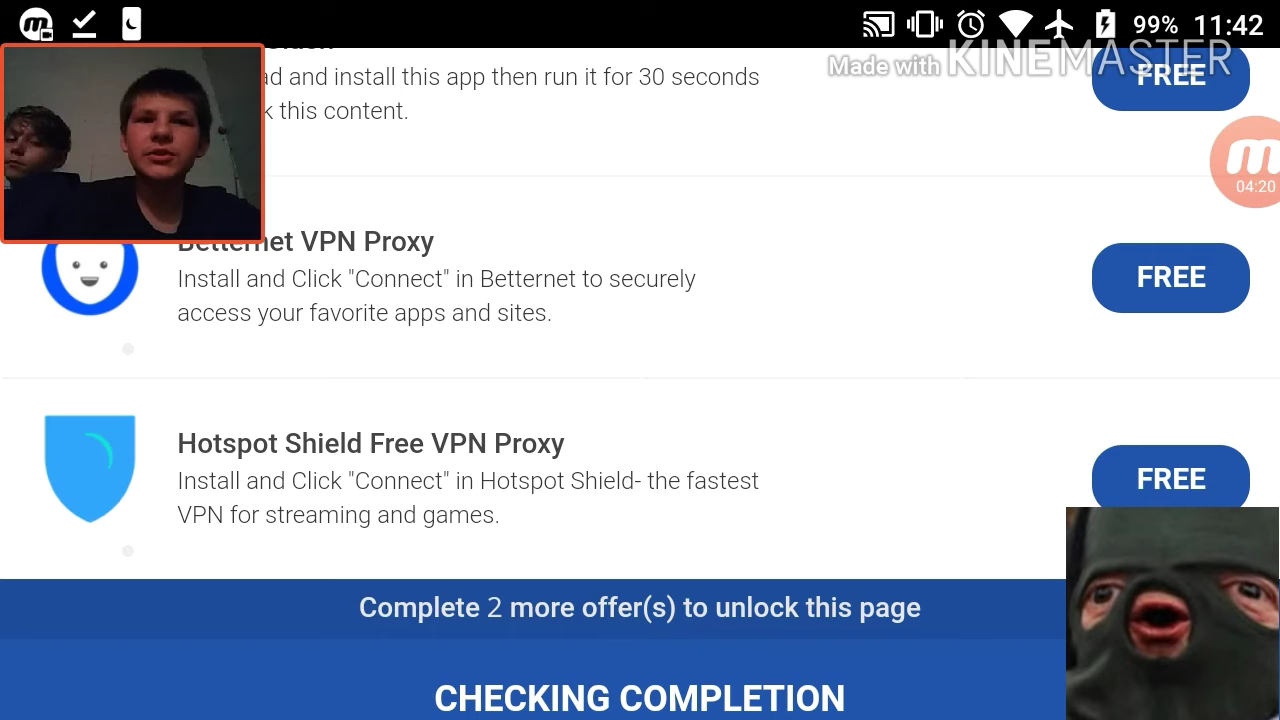 99% 11:42
Made with KINEMASTER
and install this app then run it for 30 seconds
this content.
FREE
04:20
VPN Proxy
Install and Click "Connect" in Betternet to securely
access your favorite apps and sites.
FREE
Hotspot Shield Free VPN Proxy
Install and Click "Connect" in Hotspot Shield- the fastest
VPN for streaming and games.
FREE
Complete 2 more offer(s) to unlock this page
CHECKING COMPLETION